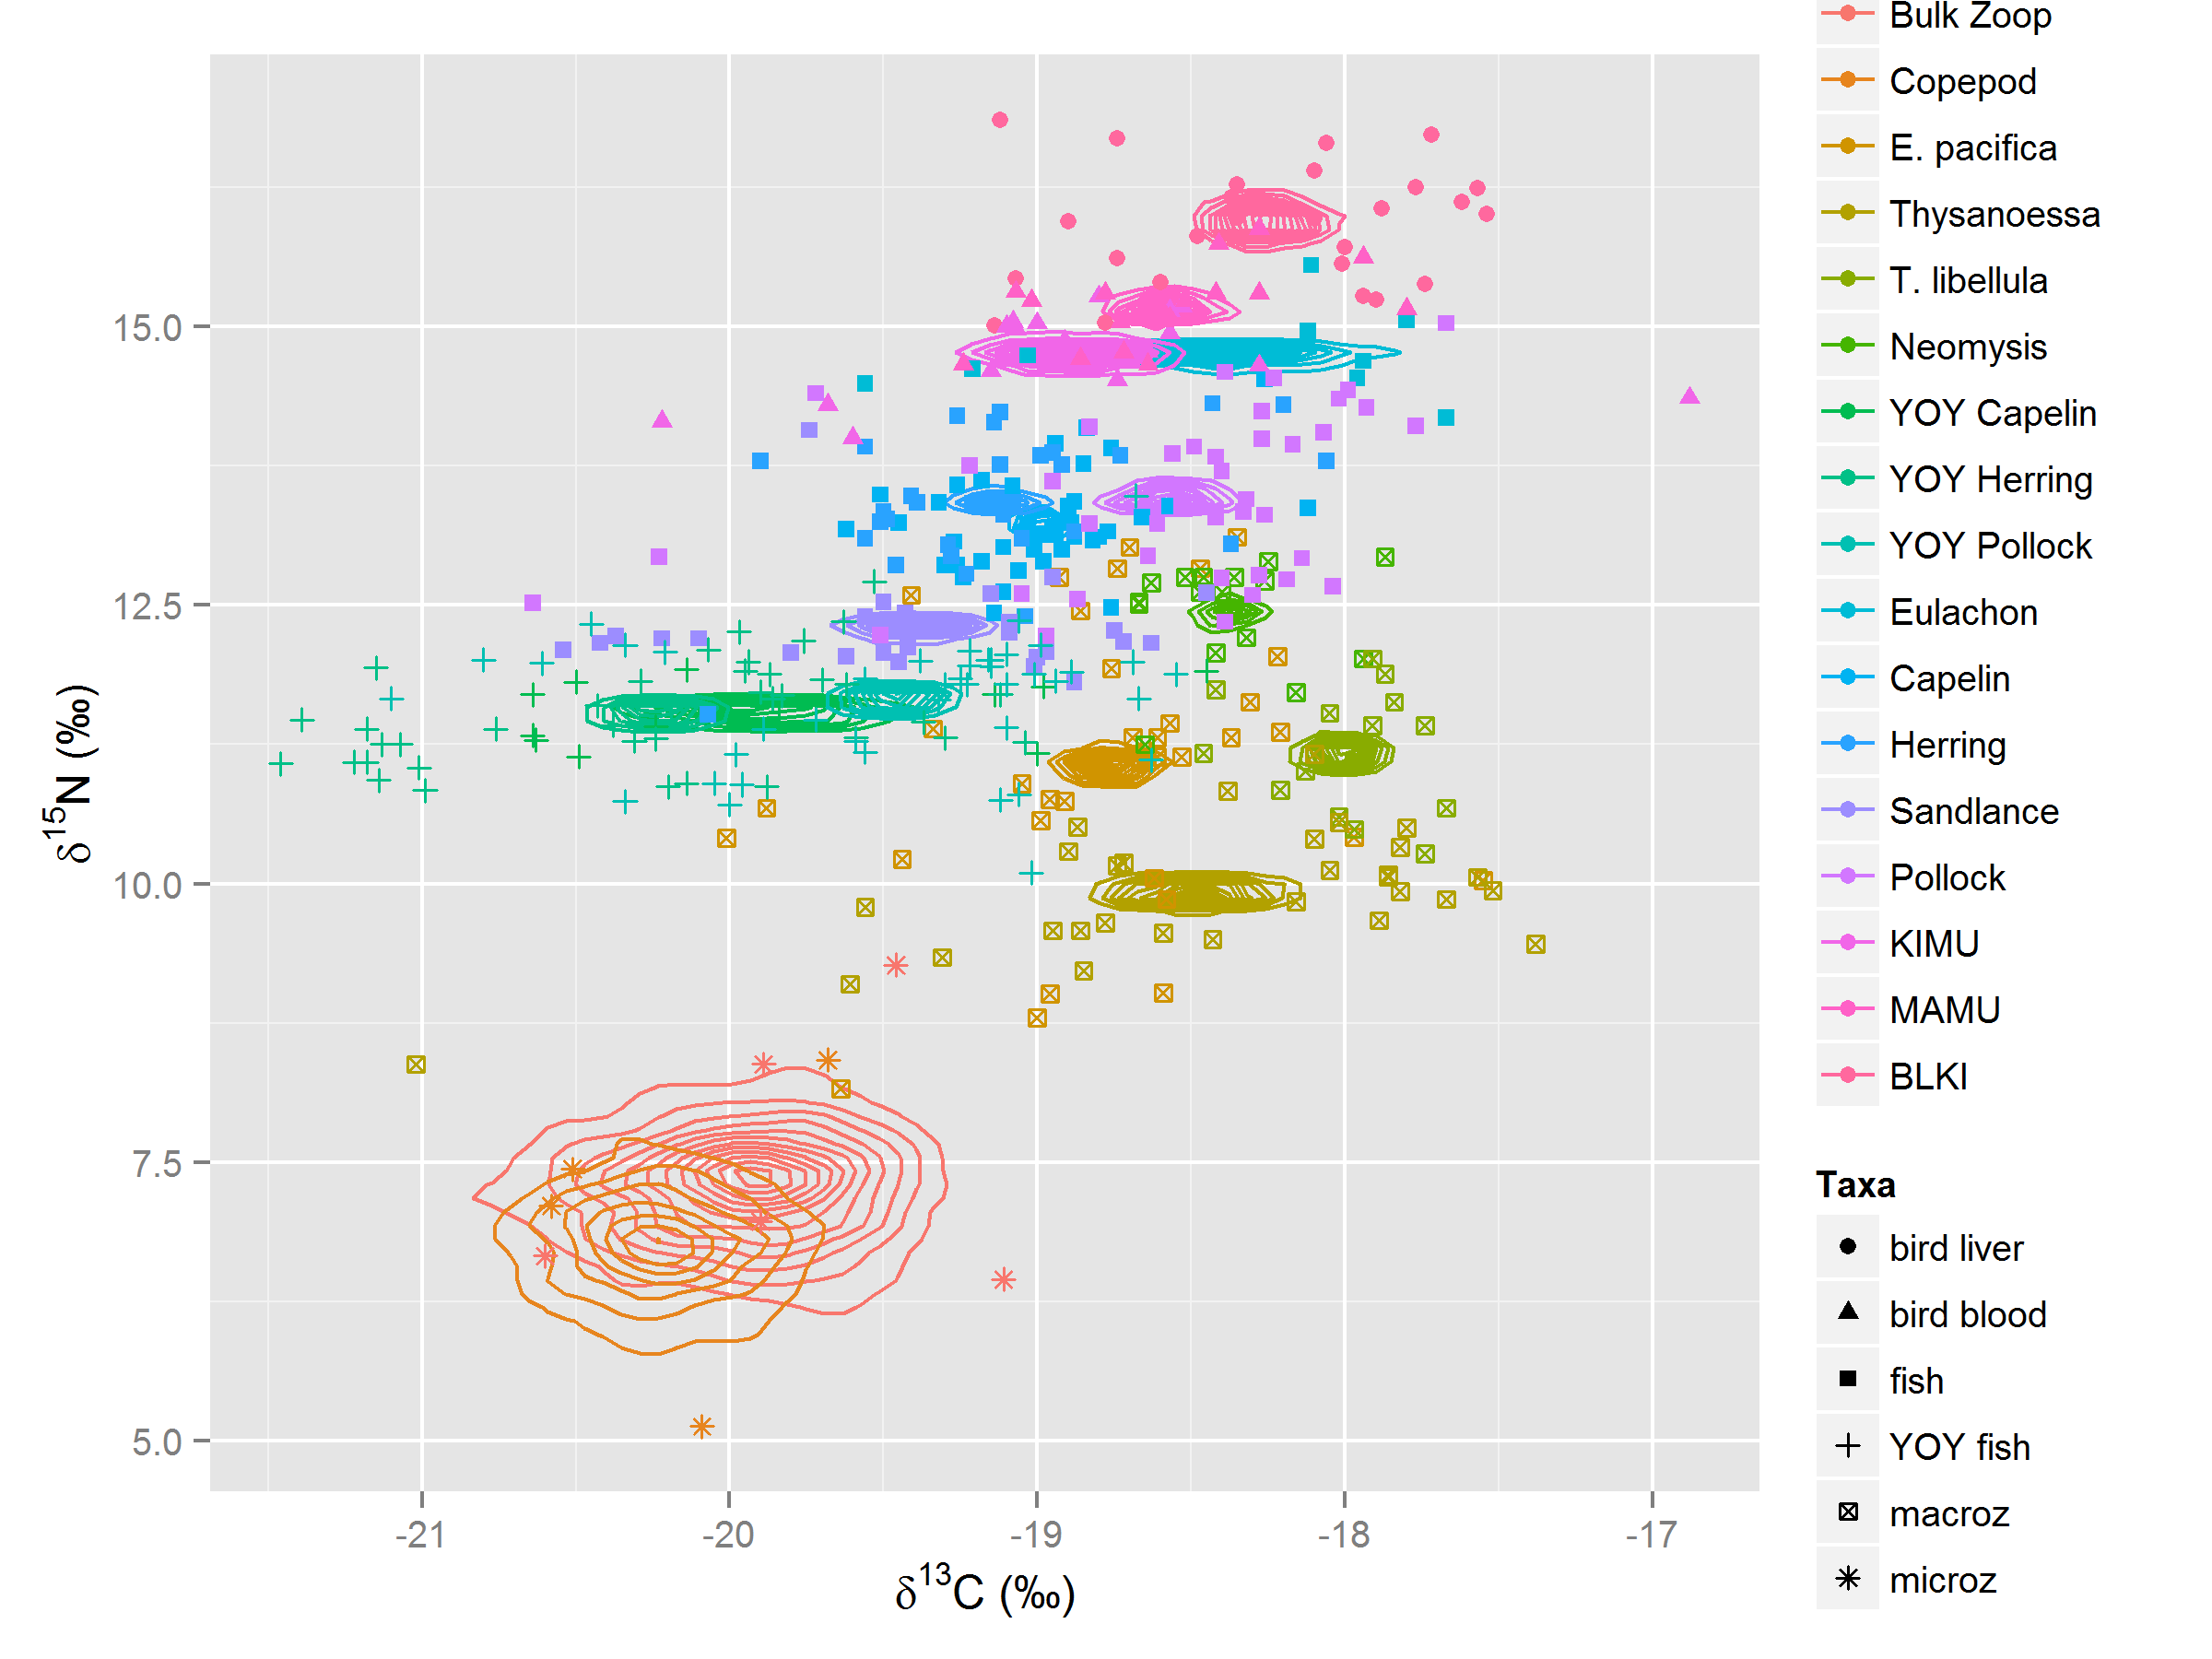 Bulk Zoop
Copepod
E. pacifica
Thysanoessa
T. libellula
Neomysis
YOY Capelin
YOY Herring
YOY Pollock
Eulachon
Capelin
Herring
Sandlance
Pollock
KIMU
MAMU
BLKI
Taxa
bird liver
bird blood
fish
YOY fish
macroz
microz
15.0
12.5
10.0
7.5
5.0
δ15N (‰)
-21 -20 -19 -18 -17
δ13C (‰)